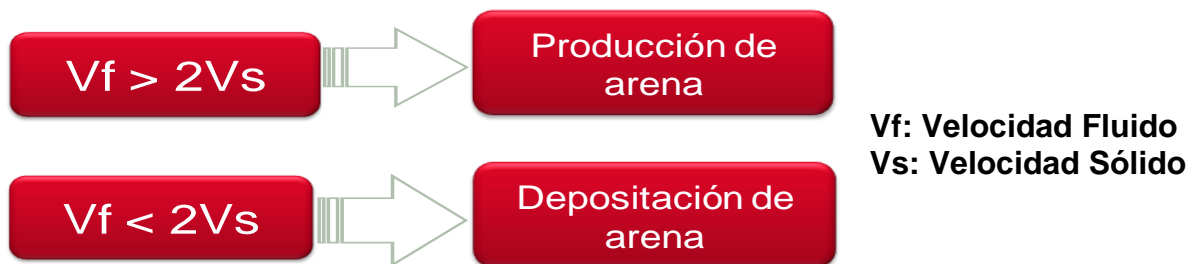 Vf > 2Vs
Producción de
arena
Vf: Velocidad Fluido
Vs: Velocidad Sólido
Vf < 2Vs
Depositación de
arena